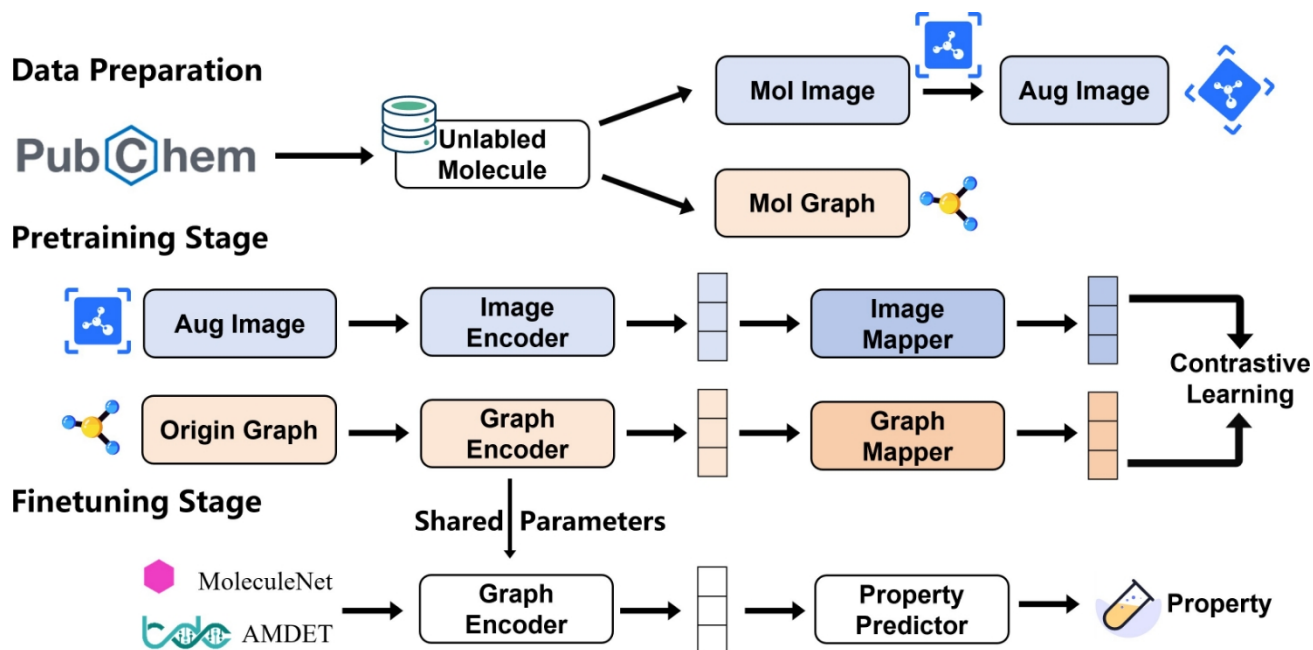 Data Preparation
PubChem
Unlabled
Molecule
Mol Image
Aug Image
Mol Graph
Pretraining Stage
Aug Image
Image
Encoder
Image
Mapper
Contrastive
Learning
Origin Graph
Graph
Encoder
Graph
Mapper
Finetuning Stage
Shared Parameters
MoleculeNet
tdc AMDET
Graph
Encoder
Property
Predictor
Property